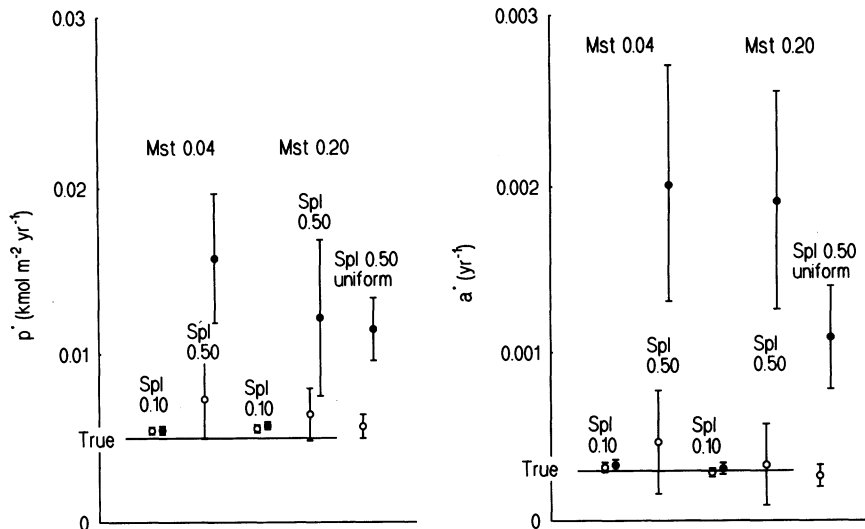 0.03
Mst 0.04
Mst 0.20
0.02
Spl
0.50
Spl 0.50
uniform
p* (kmol m⁻² yr⁻¹)
0.01
Spl
0.50
Spl
0.10
Spl
0.10
True
0
0.003
Mst 0.04
Mst 0.20
0.002
Spl 0.50
uniform
a* (yr⁻¹)
0.001
Spl
0.50
Spl
0.50
Spl
0.10
Spl
0.10
True
0